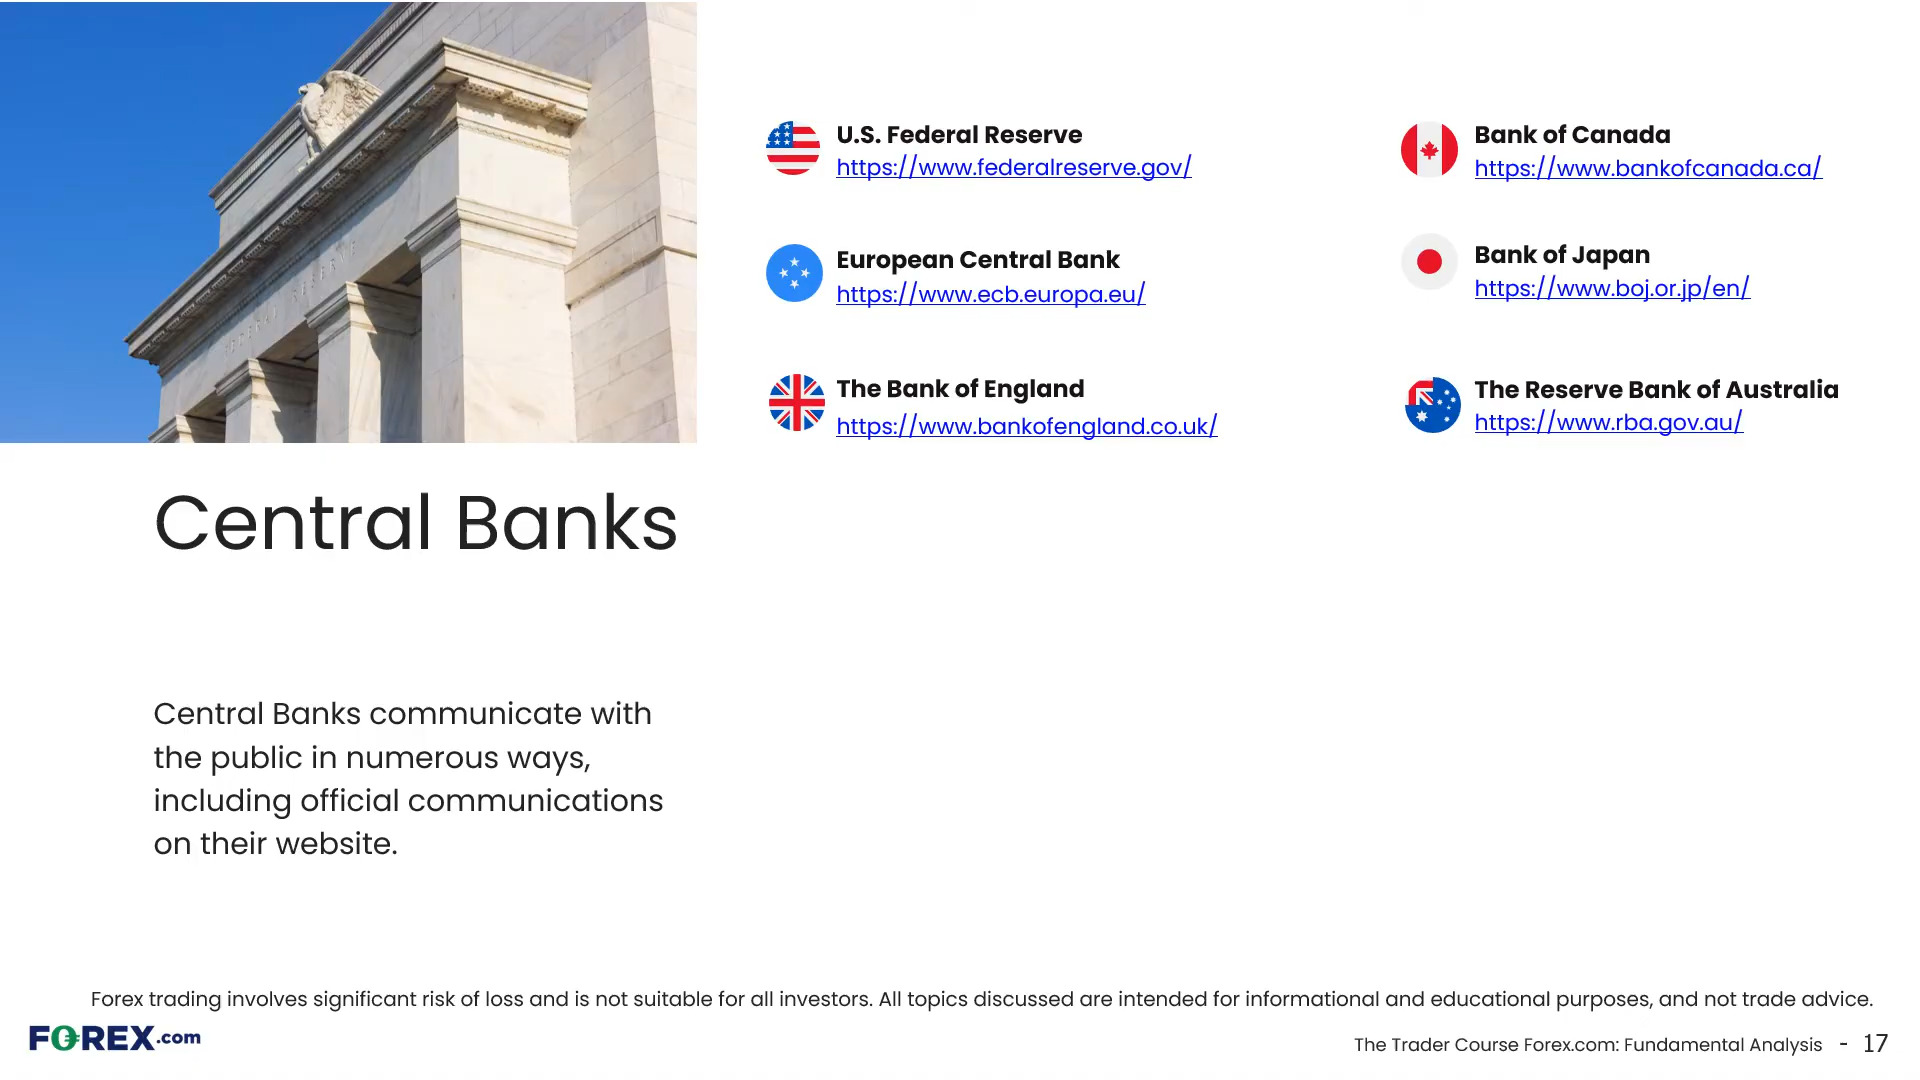 FEDERAL RESERVE
U.S. Federal Reserve
https://www.federalreserve.gov/
European Central Bank
https://www.ecb.europa.eu/
The Bank of England
https://www.bankofengland.co.uk/
Bank of Canada
https://www.bankofcanada.ca/
Bank of Japan
https://www.boj.or.jp/en/
The Reserve Bank of Australia
https://www.rba.gov.au/
Central Banks
Central Banks communicate with
the public in numerous ways,
including official communications
on their website.
Forex trading involves significant risk of loss and is not suitable for all investors. All topics discussed are intended for informational and educational purposes, and not trade advice.
FOREX.com
The Trader Course Forex.com: Fundamental Analysis - 17